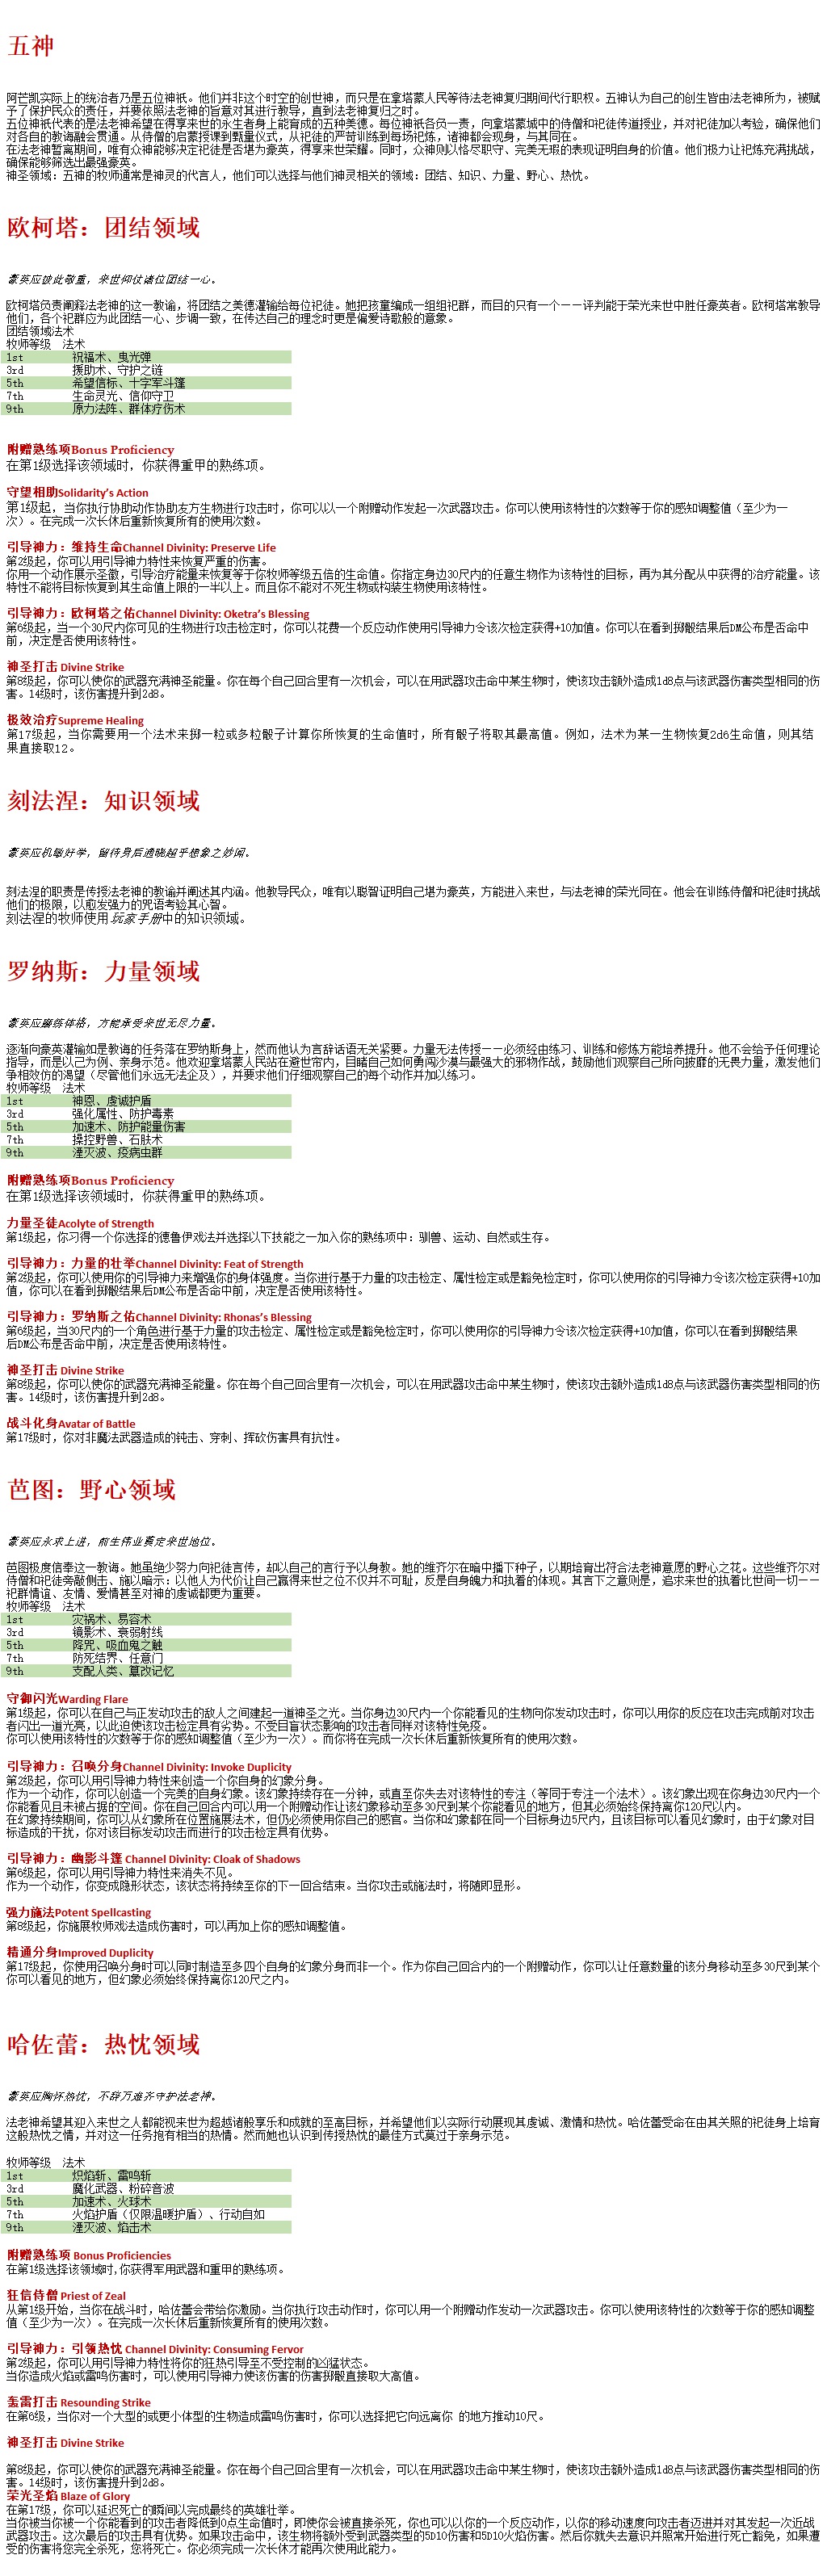 五神
阿芒凯实际上的统治者乃是五位神祇。他们并非这个时空的创世神，而只是在拿塔蒙人民等待法老神复归期间代行职权。五神认为自己的创生皆由法老神所为，被赋
予了保护民众的责任，并要依照法老神的旨意对其进行教导，直到法老神复归之时。
五位神祇代表的是法老神希望在得享来世的永生者身上能育成的五种美德。每位神祇各负一责，向拿塔蒙城中的侍僧和祀徒传道授业，并对祀徒加以考验，确保他们
对各自的教诲融会贯通。从侍僧的启蒙授课到甄量仪式，从祀徒的严苛训练到每场祀炼，诸神都会现身，与其同在。
在法老神暂离期间，唯有众神能够决定祀徒是否堪为豪英，得享来世荣耀。同时，众神则以恪尽职守、完美无瑕的表现证明自身的价值。他们极力让祀炼充满挑战，
确保能够筛选出最强豪英。
神圣领域：五神的牧师通常是神灵的代言人，他们可以选择与他们神灵相关的领域：团结、知识、力量、野心、热忱。
欧柯塔：团结领域
豪英应彼此敬重，来世仰仗诸位团结一心。
欧柯塔负责阐释法老神的这一教谕，将团结之美德灌输给每位祀徒。她把孩童编成一组组祀群，而目的只有一个——评判能于荣光来世中胜任豪英者。欧柯塔常教导
他们，各个祀群应为此团结一心、步调一致，在传达自己的理念时更是偏爱诗歌般的意象。
团结领域法术
牧师等级 法术
1st 祝福术、曳光弹
3rd 援助术、守护之链
5th 希望信标、十字军斗篷
7th 生命灵光、信仰守卫
9th 原力法阵、群体疗伤术
附赠熟练项Bonus Proficiency
在第1级选择该领域时，你获得重甲的熟练项。
守望相助Solidarity's Action
第1级起，当你执行协助动作协助友方生物进行攻击时，你可以以一个附赠动作发起一次武器攻击。你可以使用该特性的次数等于你的感知调整值（至少为一
次）。在完成一次长休后重新恢复所有的使用次数。
引导神力：维持生命Channel Divinity: Preserve Life
第2级起，你可以用引导神力特性来恢复严重的伤害。
你用一个动作展示圣徽，引导治疗能量来恢复等于你牧师等级五倍的生命值。你指定身边30尺内的任意生物作为该特性的目标，再为其分配从中获得的治疗能量。该
特性不能将目标恢复到其生命值上限的一半以上。而且你不能对不死生物或构装生物使用该特性。
引导神力：欧柯塔之佑Channel Divinity: Oketra's Blessing
第6级起，当一个30尺内你可见的生物进行攻击检定时，你可以花费一个反应动作使用引导神力令该次检定获得+10加值。你可以在看到掷骰结果后DM公布是否命中
前，决定是否使用该特性。
神圣打击 Divine Strike
第8级起，你可以使你的武器充满神圣能量。你在每个自己回合里有一次机会，可以在用武器攻击命中某生物时，使该攻击额外造成1d8点与该武器伤害类型相同的伤
害。14级时，该伤害提升到2d8。
极效治疗Supreme Healing
第17级起，当你需要用一个法术来掷一粒或多粒骰子计算你所恢复的生命值时，所有骰子将取其最高值。例如，法术为某一生物恢复2d6生命值，则其结
果直接取12。
刻法涅：知识领域
豪英应机敏好学，留待身后通晓超乎想象之妙闻。
刻法涅的职责是传授法老神的教谕并阐述其内涵。他教导民众，唯有以聪智证明自己堪为豪英，方能进入来世，与法老神的荣光同在。他会在训练侍僧和祀徒时挑战
他们的极限，以愈发强力的咒语考验其心智。
刻法涅的牧师使用玩家手册中的知识领域。
罗纳斯：力量领域
豪英应磨练体格，方能承受来世无尽力量。
逐渐向豪英灌输如是教诲的任务落在罗纳斯身上，然而他认为言辞话语无关紧要。力量无法传授——必须经由练习、训练和修炼方能培养提升。他不会给予任何理论
指导，而是以己为例、亲身示范。他欢迎拿塔蒙人民站在避世帘内，目睹自己如何勇闯沙漠与最强大的邪物作战，鼓励他们观察自己所向披靡的无畏力量，激发他们
争相效仿的渴望（尽管他们永远无法企及），并要求他们仔细观察自己的每个动作并加以练习。
牧师等级 法术
1st 神恩、虔诚护盾
3rd 强化属性、防护毒素
5th 加速术、防护能量伤害
7th 操控野兽、石肤术
9th 湮灭波、疫病虫群
附赠熟练项Bonus Proficiency
在第1级选择该领域时，你获得重甲的熟练项。
力量圣徒Acolyte of Strength
第1级起，你习得一个你选择的德鲁伊戏法并选择以下技能之一加入你的熟练项中：驯兽、运动、自然或生存。
引导神力：力量的壮举Channel Divinity: Feat of Strength
第2级起，你可以使用你的引导神力来增强你的身体强度。当你进行基于力量的攻击检定、属性检定或是豁免检定时，你可以使用你的引导神力令该次检定获得+10加
值，你可以在看到掷骰结果后DM公布是否命中前，决定是否使用该特性。
引导神力：罗纳斯之佑Channel Divinity: Rhonas's Blessing
第6级起，当30尺内的一个角色进行基于力量的攻击检定、属性检定或是豁免检定时，你可以使用你的引导神力令该次检定获得+10加值，你可以在看到掷骰结果
后DM公布是否命中前，决定是否使用该特性。
神圣打击 Divine Strike
第8级起，你可以使你的武器充满神圣能量。你在每个自己回合里有一次机会，可以在用武器攻击命中某生物时，使该攻击额外造成1d8点与该武器伤害类型相同的伤
害。14级时，该伤害提升到2d8。
战斗化身Avatar of Battle
第17级时，你对非魔法武器造成的钝击、穿刺、挥砍伤害具有抗性。
芭图：野心领域
豪英应永求上进，前生伟业奠定来世地位。
芭图极度信奉这一教诲。她虽绝少努力向祀徒言传，却以自己的言行予以身教。她的维齐尔在暗中播下种子，以期培育出符合法老神意愿的野心之花。这些维齐尔对
侍僧和祀徒旁敲侧击、施以暗示：以他人为代价让自己赢得来世之位不仅并不可耻，反是自身魄力和执着的体现。其言下之意则是，追求来世的执着比世间一切——
祀群情谊、友情、爱情甚至对神的虔诚都更为重要。
牧师等级 法术
1st 灾祸术、易容术
3rd 镜影术、衰弱射线
5th 降咒、吸血鬼之触
7th 防死结界、任意门
9th 支配人类、篡改记忆
守御闪光Warding Flare
第1级起，你可以在自己与正发动攻击的敌人之间建起一道神圣之光。当你身边30尺内一个你能看见的生物向你发动攻击时，你可以用你的反应在攻击完成前对攻击
者闪出一道光亮，以此迫使该攻击检定具有劣势。不受目盲状态影响的攻击者同样对该特性免疫。
你可以使用该特性的次数等于你的感知调整值（至少为一次）。而你将在完成一次长休后重新恢复所有的使用次数。
引导神力：召唤分身Channel Divinity: Invoke Duplicity
第2级起，你可以用引导神力特性来创造一个你自身的幻象分身。
作为一个动作，你可以创造一个完美的自身幻象。该幻象持续存在一分钟，或直至你失去对该特性的专注（等同于专注一个法术）。该幻象出现在你身边30尺内一个
你能看见且未被占据的空间。你在自己回合内可以用一个附赠动作让该幻象移动至多30尺到某个你能看见的地方，但其必须始终保持离你120尺以内。
在幻象持续期间，你可以从幻象所在位置施展法术，但仍必须使用你自己的感官。当你和幻象都在同一个目标身边5尺内，且该目标可以看见幻象时，由于幻象对目
标造成的干扰，你对该目标发动攻击而进行的攻击检定具有优势。
引导神力：幽影斗篷 Channel Divinity: Cloak of Shadows
第6级起，你可以用引导神力特性来消失不见。
作为一个动作，你变成隐形状态，该状态将持续至你的下一回合结束。当你攻击或施法时，将随即显形。
强力施法Potent Spellcasting
第8级起，你施展牧师戏法造成伤害时，可以再加上你的感知调整值。
精通分身Improved Duplicity
第17级起，你使用召唤分身时可以同时制造至多四个自身的幻象分身而非一个。作为你自己回合内的一个附赠动作，你可以让任意数量的该分身移动至多30尺到某个
你可以看见的地方，但幻象必须始终保持离你120尺之内。
哈佐蕾：热忱领域
豪英应胸怀热忱，不辞万难齐守护法老神。
法老神希望其迎入来世之人都能视来世为超越诸般享乐和成就的至高目标，并希望他们以实际行动展现其虔诚、激情和热忱。哈佐蕾受命在由其关照的祀徒身上培育
这般热忱之情，并对这一任务抱有相当的热情。然而她也认识到传授热忱的最佳方式莫过于亲身示范。
牧师等级 法术
1st 炽焰斩、雷鸣斩
3rd 魔化武器、粉碎音波
5th 加速术、火球术
7th 火焰护盾（仅限温暖护盾）、行动自如
9th 湮灭波、焰击术
附赠熟练项 Bonus Proficiencies
在第1级选择该领域时,你获得军用武器和重甲的熟练项。
狂信侍僧 Priest of Zeal
从第1级开始，当你在战斗时，哈佐蕾会带给你激励。当你执行攻击动作时，你可以用一个附赠动作发动一次武器攻击。你可以使用该特性的次数等于你的感知调整
值（至少为一次）。在完成一次长休后重新恢复所有的使用次数。
引导神力：引领热忱 Channel Divinity: Consuming Fervor
第2级起，你可以用引导神力特性将你的狂热引导至不受控制的凶猛状态。
当你造成火焰或雷鸣伤害时，可以使用引导神力使该伤害的伤害掷骰直接取大高值。
轰雷打击 Resounding Strike
在第6级，当你对一个大型的或更小体型的生物造成雷鸣伤害时，你可以选择把它向远离你 的地方推动10尺。
神圣打击 Divine Strike
第8级起，你可以使你的武器充满神圣能量。你在每个自己回合里有一次机会，可以在用武器攻击命中某生物时，使该攻击额外造成1d8点与该武器伤害类型相同的伤
害。14级时，该伤害提升到2d8。
荣光圣焰 Blaze of Glory
在第17级，你可以延迟死亡的瞬间以完成最终的英雄壮举。
当你被当你被一个你能看到的攻击者降低到0点生命值时，即使你会被直接杀死，你也可以以你的一个反应动作，以你的移动速度向攻击者迈进并对其发起一次近战
武器攻击。这次最后的攻击具有优势。如果攻击命中，该生物将额外受到武器类型的5D10伤害和5D10火焰伤害。然后你就失去意识并照常开始进行死亡豁免，如果遭
受的伤害将您完全杀死，您将死亡。你必须完成一次长休才能再次使用此能力。